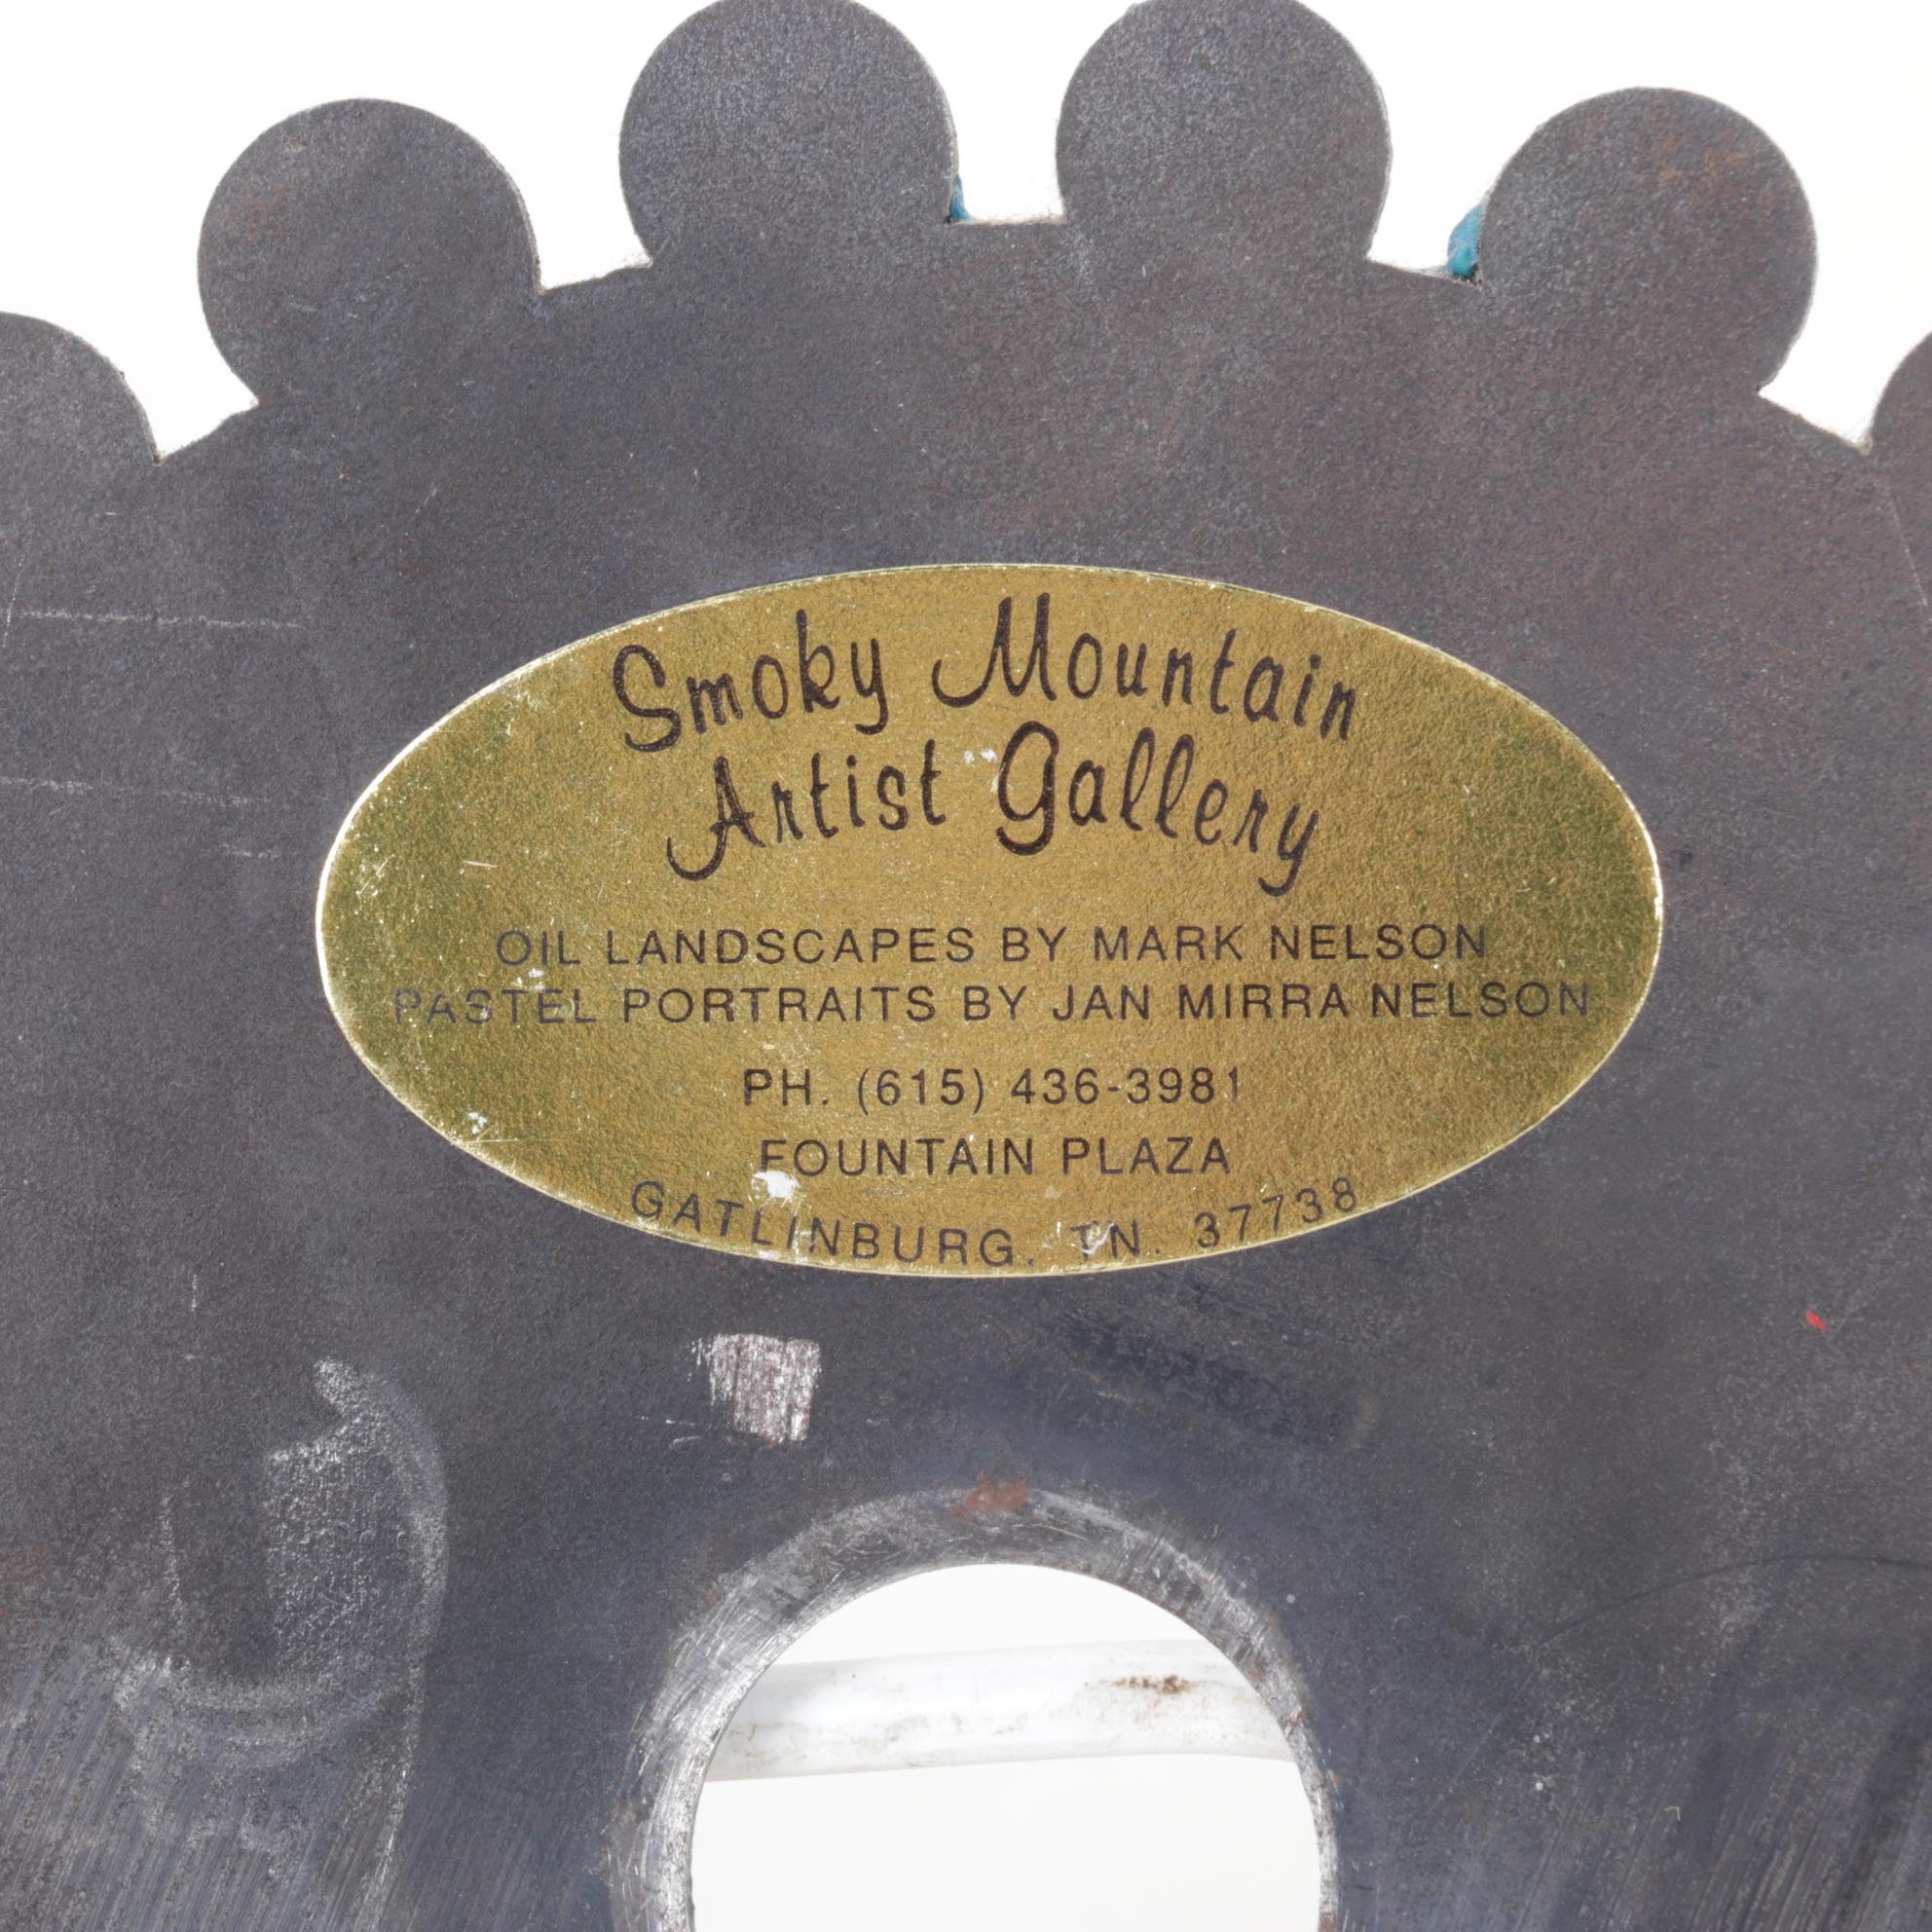 Smoky Mountain
Artist Gallery
OIL LANDSCAPES BY MARK NELSON
PASTEL PORTRAITS BY JAN MIRRA NELSON
PH. (615) 436-3981
FOUNTAIN PLAZA
GATLINBURG, TN. 37738